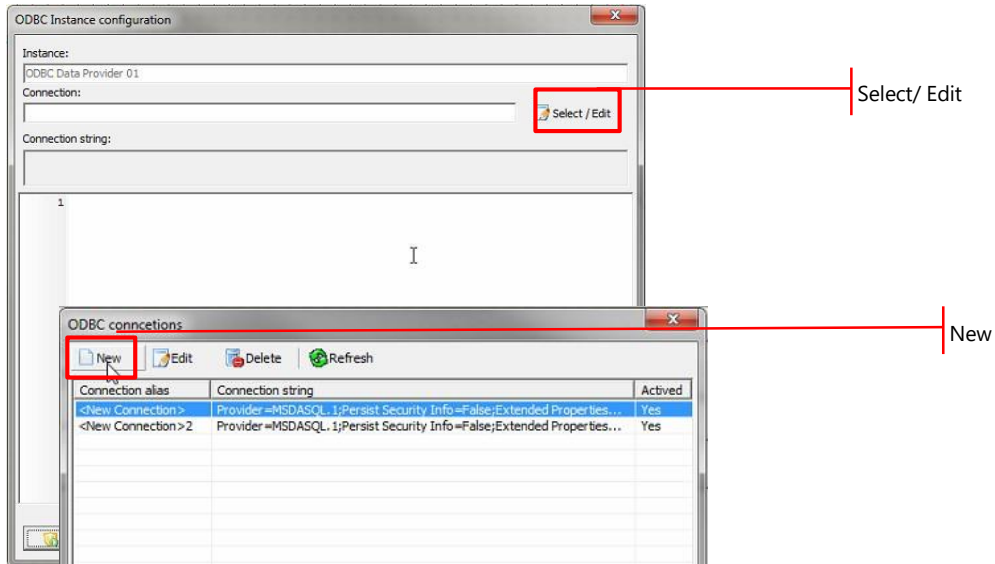 ODBC Instance configuration
Instance:
ODBC Data Provider 01
Connection:
Select / Edit
Select/ Edit
Connection string:
1
ODBC conncetions
New
New Edit Delete Refresh
Connection alias Connection string Actived
<New Connection> Provider=MSDASQL.1;Persist Security Info=False;Extended Properties... Yes
<New Connection>2 Provider=MSDASQL.1;Persist Security Info=False;Extended Properties... Yes